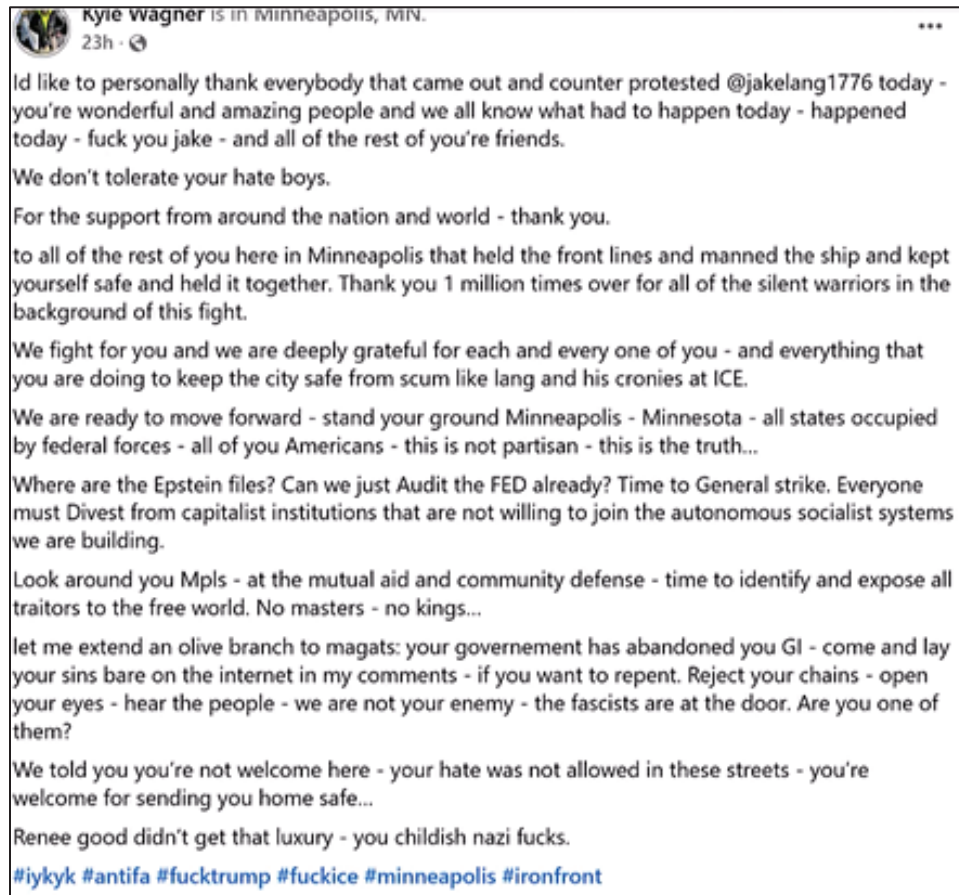 Kyle Wagner is in Minneapolis, MN.
23h
Id like to personally thank everybody that came out and counter protested @jakelang1776 today -
you're wonderful and amazing people and we all know what had to happen today - happened
today - fuck you jake - and all of the rest of you're friends.
We don't tolerate your hate boys.
For the support from around the nation and world - thank you.
to all of the rest of you here in Minneapolis that held the front lines and manned the ship and kept
yourself safe and held it together. Thank you 1 million times over for all of the silent warriors in the
background of this fight.
We fight for you and we are deeply grateful for each and every one of you - and everything that
you are doing to keep the city safe from scum like lang and his cronies at ICE.
We are ready to move forward - stand your ground Minneapolis - Minnesota - all states occupied
by federal forces - all of you Americans - this is not partisan - this is the truth...
Where are the Epstein files? Can we just Audit the FED already? Time to General strike. Everyone
must Divest from capitalist institutions that are not willing to join the autonomous socialist systems
we are building.
Look around you Mpls - at the mutual aid and community defense - time to identify and expose all
traitors to the free world. No masters - no kings...
let me extend an olive branch to magats: your governement has abandoned you GI - come and lay
your sins bare on the internet in my comments - if you want to repent. Reject your chains - open
your eyes - hear the people - we are not your enemy - the fascists are at the door. Are you one of
them?
We told you you're not welcome here - your hate was not allowed in these streets - you're
welcome for sending you home safe...
Renee good didn't get that luxury - you childish nazi fucks.
#iykyk #antifa #fucktrump #fuckice #minneapolis #ironfront